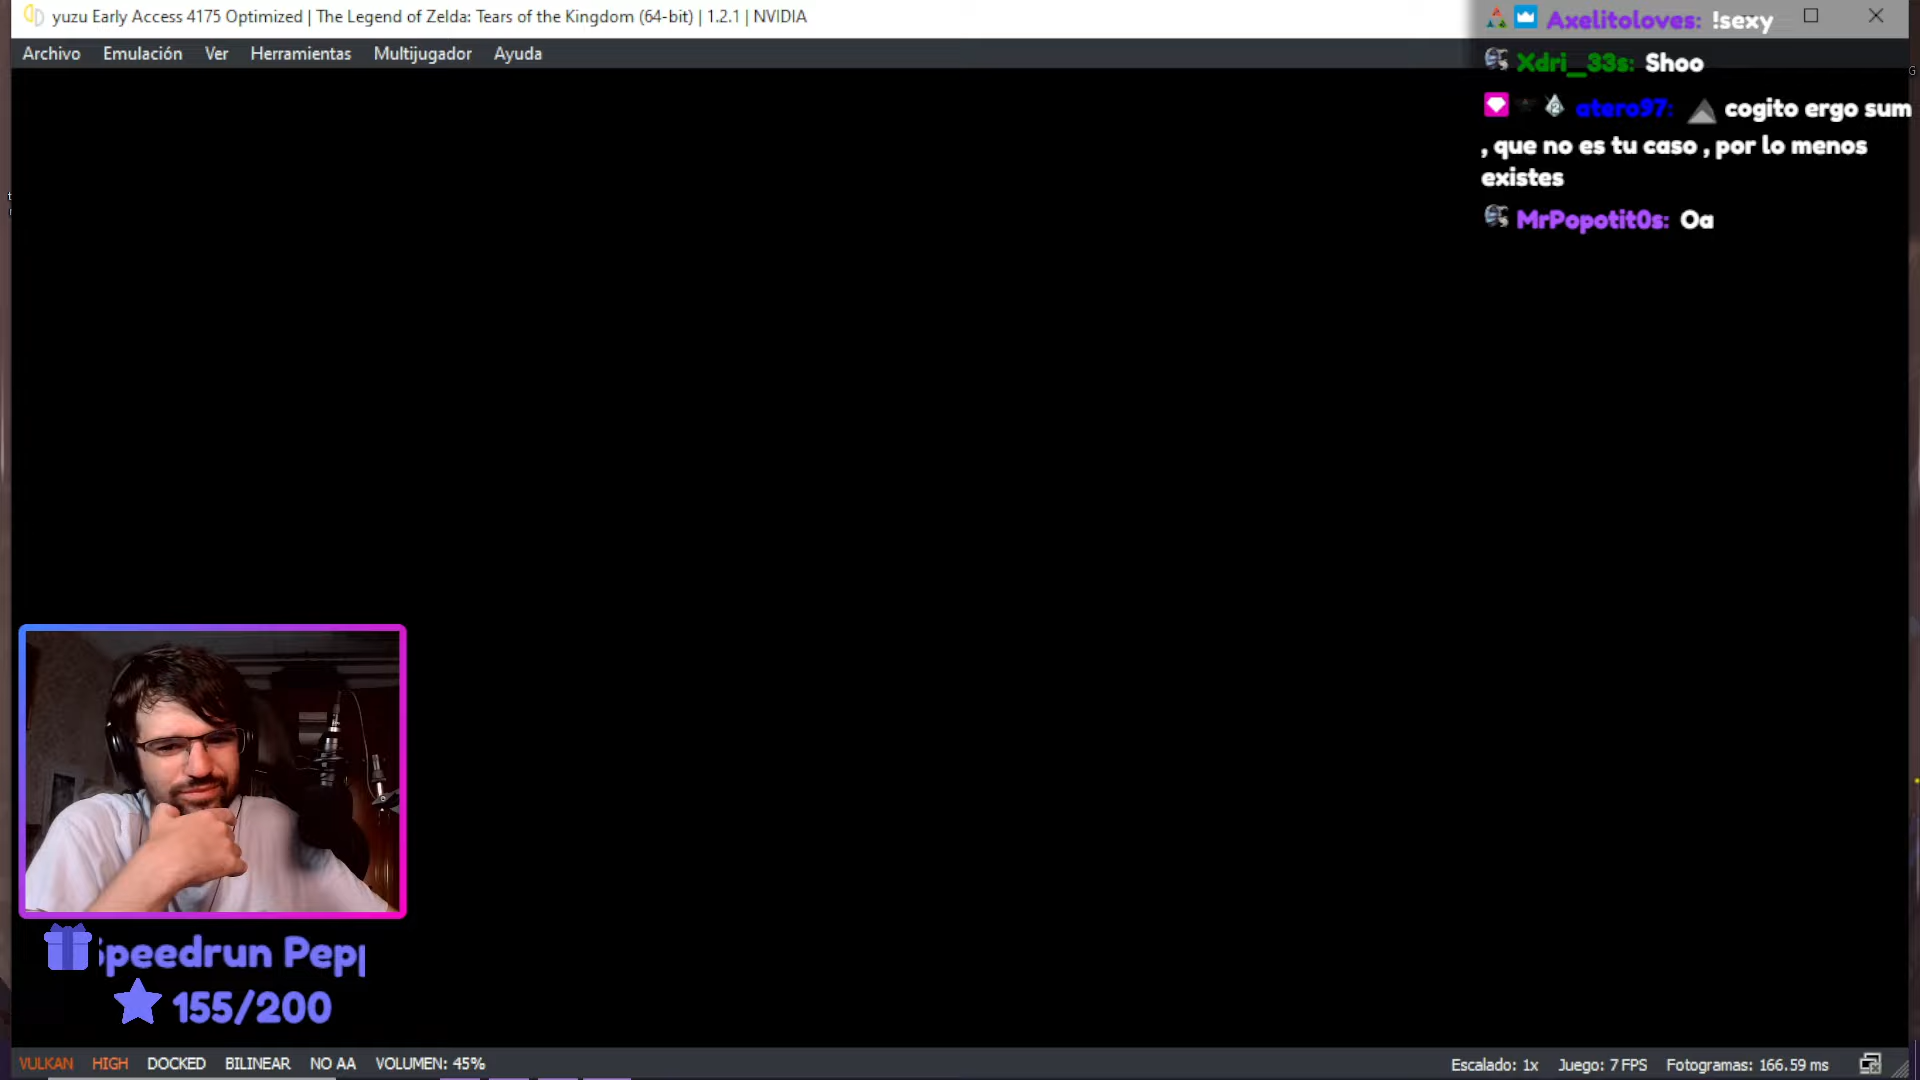 yuzu Early Access 4175 Optimized | The Legend of Zelda: Tears of the Kingdom (64-bit) | 1.2.1 | NVIDIA
Archivo Emulación Ver Herramientas Multijugador Ayuda
Axelitoloves: !sexy
Xdri_33s: Shoo
atero97: cogito ergo sum
, que no es tu caso , por lo menos
existes
MrPopotit0s: Oa
Speedrun Pepp
155/200
VULKAN HIGH DOCKED BILINEAR NO AA VOLUMEN: 45%
Escalado: 1x Juego: 7 FPS Fotogramas: 166.59 ms